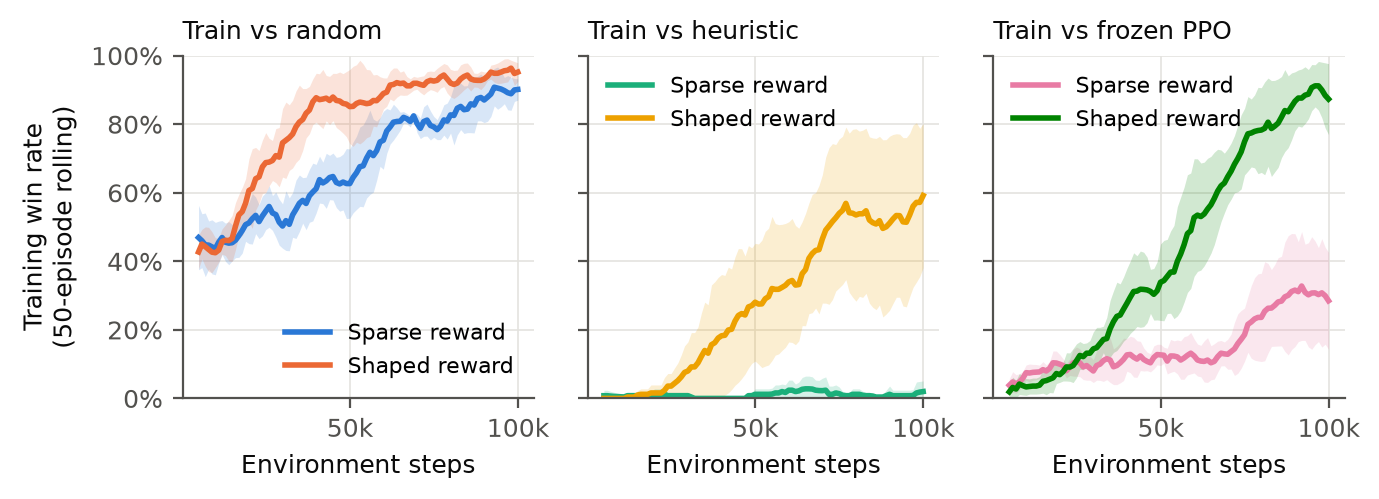 Train vs random
Train vs heuristic
Train vs frozen PPO
Training win rate
(50-episode rolling)
100%
80%
60%
40%
20%
0%
Sparse reward
Shaped reward
Sparse reward
Shaped reward
Sparse reward
Shaped reward
50k
100k
50k
100k
50k
100k
Environment steps
Environment steps
Environment steps